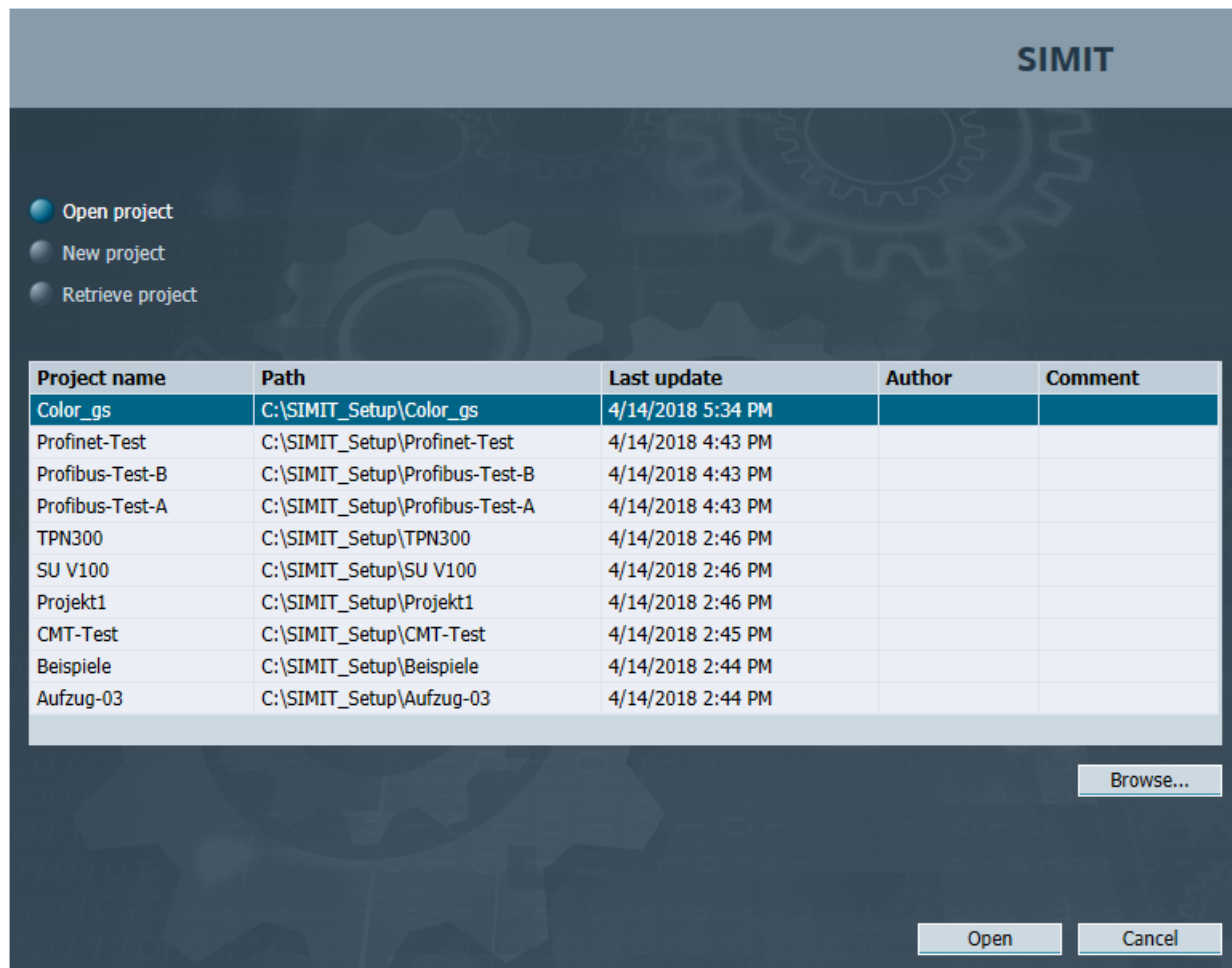 SIMIT
Open project
New project
Retrieve project
Project name Path Last update Author Comment
Color_gs C:\SIMIT_Setup\Color_gs 4/14/2018 5:34 PM
Profinet-Test C:\SIMIT_Setup\Profinet-Test 4/14/2018 4:43 PM
Profibus-Test-B C:\SIMIT_Setup\Profibus-Test-B 4/14/2018 4:43 PM
Profibus-Test-A C:\SIMIT_Setup\Profibus-Test-A 4/14/2018 4:43 PM
TPN300 C:\SIMIT_Setup\TPN300 4/14/2018 2:46 PM
SU V100 C:\SIMIT_Setup\SU V100 4/14/2018 2:46 PM
Projekt1 C:\SIMIT_Setup\Projekt1 4/14/2018 2:46 PM
CMT-Test C:\SIMIT_Setup\CMT-Test 4/14/2018 2:45 PM
Beispiele C:\SIMIT_Setup\Beispiele 4/14/2018 2:44 PM
Aufzug-03 C:\SIMIT_Setup\Aufzug-03 4/14/2018 2:44 PM
Browse...
Open Cancel